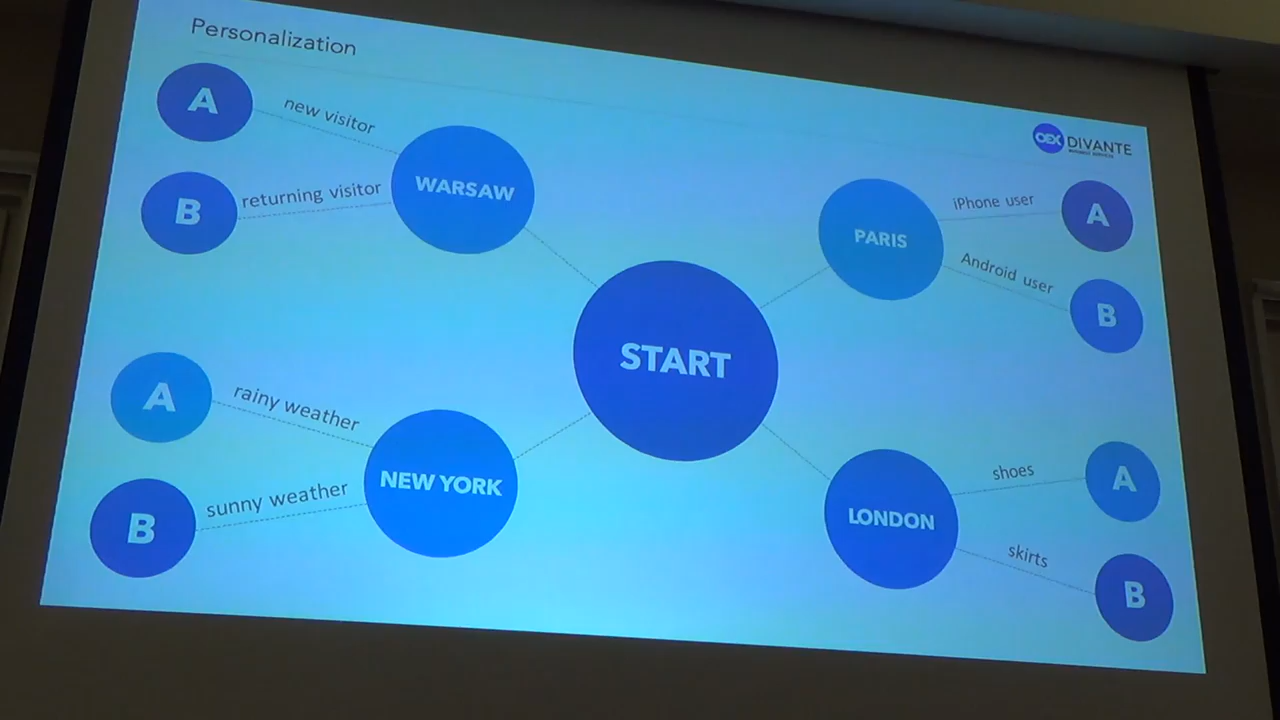 Personalization
OEX DIVANTE
A
new visitor
WARSAW
B
returning visitor
PARIS
iPhone user
A
Android user
B
START
A
rainy weather
NEW YORK
B
sunny weather
LONDON
shoes
A
skirts
B